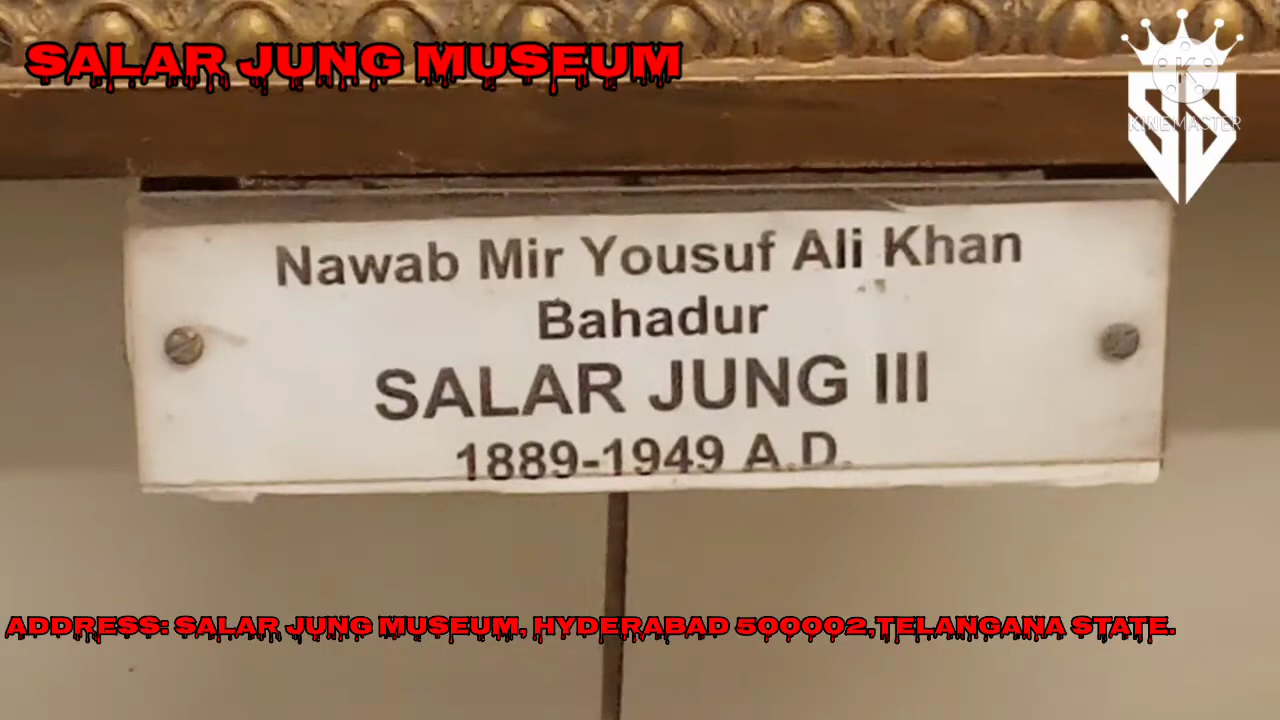 SALAR JUNG MUSEUM
KINEMASTER
Nawab Mir Yousuf Ali Khan
Bahadur
SALAR JUNG III
1889-1949 A.D.
ADDRESS: SALAR JUNG MUSEUM, HYDERABAD 500002,TELANGANA STATE.